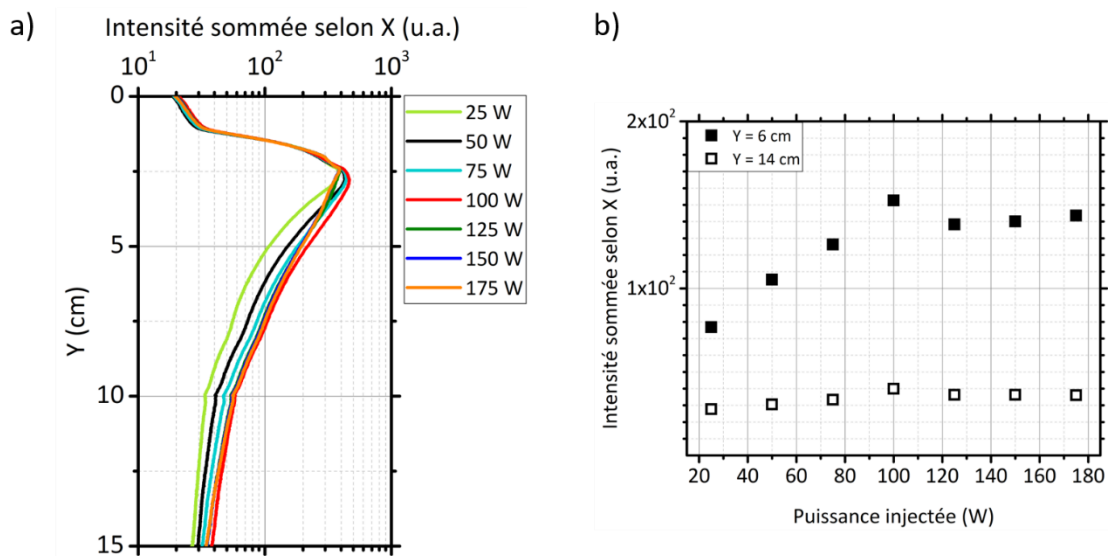 a)
Intensité sommée selon X (u.a.)
10¹ 10² 10³
0
5
10
15
Y (cm)
25 W
50 W
75 W
100 W
125 W
150 W
175 W
b)
2x10²
1x10²
Intensité sommée selon X (u.a.)
Y = 6 cm
Y = 14 cm
20 40 60 80 100 120 140 160 180
Puissance injectée (W)